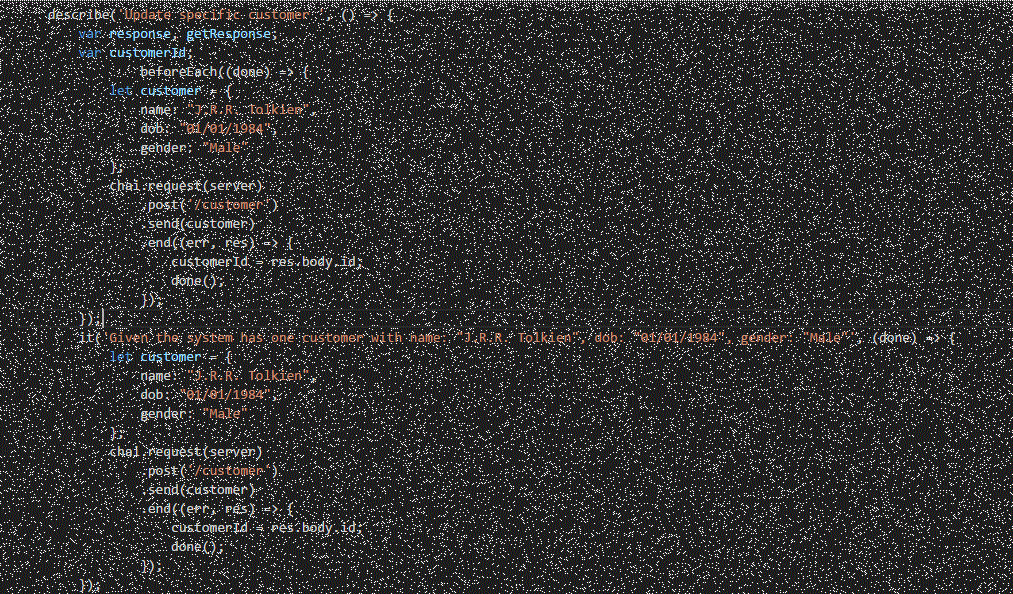 describe('Update specific customer ', () => {
var response, getResponse;
var customerId;
beforeEach((done) => {
let customer = {
name: "J.R.R. Tolkien",
dob: "01/01/1984",
gender: "Male"
};
chai.request(server)
.post('/customer')
.send(customer)
.end((err, res) => {
customerId = res.body.id;
done();
});
});
it('Given the system has one customer with name: "J.R.R. Tolkien", dob: "01/01/1984", gender: "Male"', (done) => {
let customer = {
name: "J.R.R. Tolkien",
dob: "01/01/1984",
gender: "Male"
};
chai.request(server)
.post('/customer')
.send(customer)
.end((err, res) => {
customerId = res.body.id;
done();
});
});